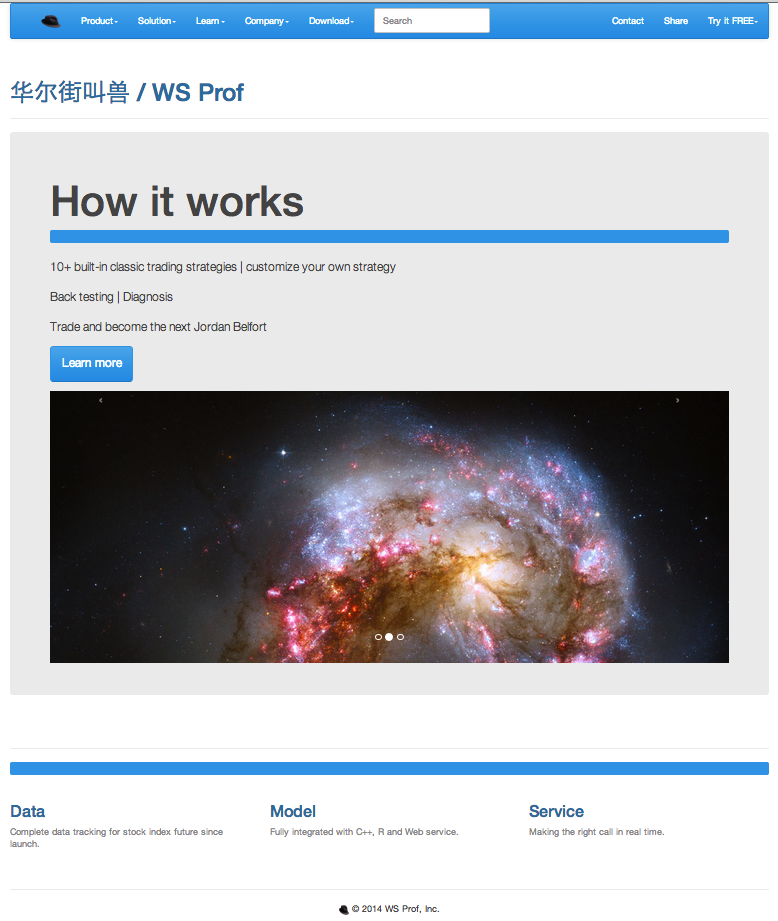 Product Solution Learn Company Download Search Contact Share Try it FREE
华尔街叫兽 / WS Prof
How it works
10+ built-in classic trading strategies | customize your own strategy
Back testing | Diagnosis
Trade and become the next Jordan Belfort
Learn more
Data
Complete data tracking for stock index future since
launch.
Model
Fully integrated with C++, R and Web service.
Service
Making the right call in real time.
© 2014 WS Prof, Inc.